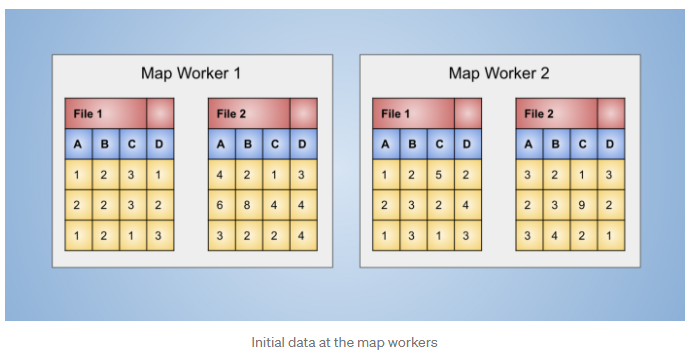 Map Worker 1
File 1
A B C D
1 2 3 1
2 2 3 2
1 2 1 3
File 2
A B C D
4 2 1 3
6 8 4 4
3 2 2 4
Map Worker 2
File 1
A B C D
1 2 5 2
2 3 2 4
1 3 1 3
File 2
A B C D
3 2 1 3
2 3 9 2
3 4 2 1
Initial data at the map workers